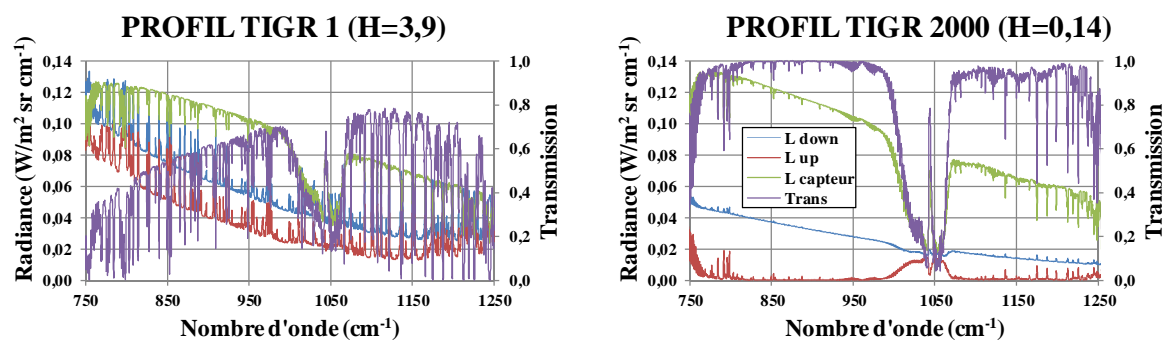 PROFIL TIGR 1 (H=3,9)
Radiance (W/m² sr cm⁻¹)
0,14
0,12
0,10
0,08
0,06
0,04
0,02
0,00
1,0
0,8
0,6
0,4
0,2
0,0
Transmission
750 850 950 1050 1150 1250
Nombre d'onde (cm⁻¹)
PROFIL TIGR 2000 (H=0,14)
Radiance (W/m² sr cm⁻¹)
0,14
0,12
0,10
0,08
0,06
0,04
0,02
0,00
L down
L up
L capteur
Trans
1,0
0,8
0,6
0,4
0,2
0,0
Transmission
750 850 950 1050 1150 1250
Nombre d'onde (cm⁻¹)